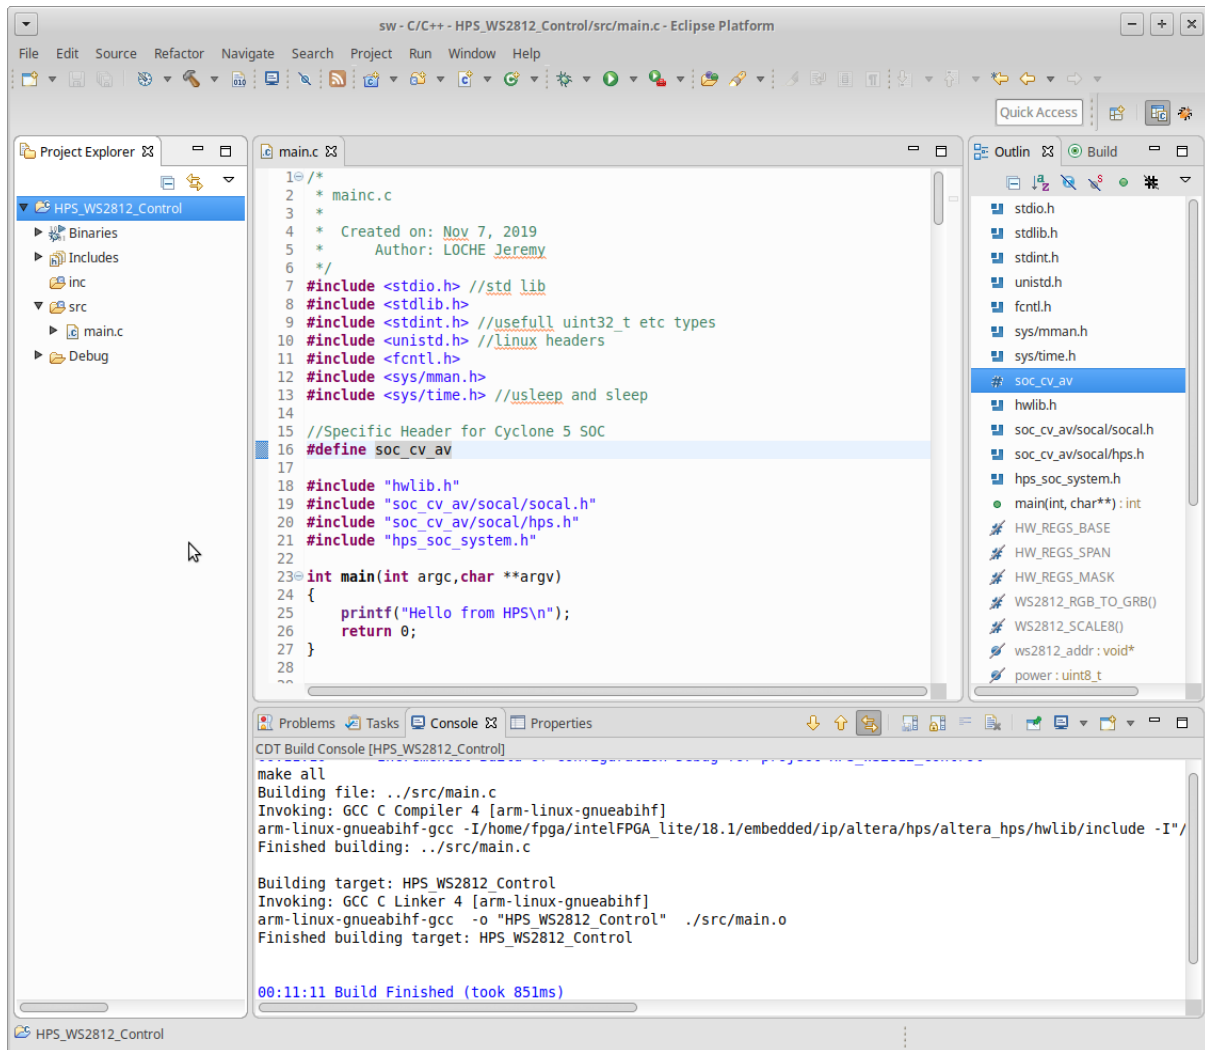 sw - C/C++ - HPS_WS2812_Control/src/main.c - Eclipse Platform
File Edit Source Refactor Navigate Search Project Run Window Help
Quick Access
Project Explorer
HPS_WS2812_Control
Binaries
Includes
inc
src
main.c
Debug
main.c
1 /*
2 * mainc.c
3 *
4 * Created on: Nov 7, 2019
5 * Author: LOCHE Jeremy
6 */
7 #include <stdio.h> //std lib
8 #include <stdlib.h>
9 #include <stdint.h> //usefull uint32_t etc types
10 #include <unistd.h> //linux headers
11 #include <fcntl.h>
12 #include <sys/mman.h>
13 #include <sys/time.h> //usleep and sleep
14
15 //Specific Header for Cyclone 5 SOC
16 #define soc_cv_av
17
18 #include "hwlib.h"
19 #include "soc_cv_av/socal/socal.h"
20 #include "soc_cv_av/socal/hps.h"
21 #include "hps_soc_system.h"
22
23 int main(int argc,char **argv)
24 {
25 printf("Hello from HPS\n");
26 return 0;
27 }
28
Outlin Build
stdio.h
stdlib.h
stdint.h
unistd.h
fcntl.h
sys/mman.h
sys/time.h
soc_cv_av
hwlib.h
soc_cv_av/socal/socal.h
soc_cv_av/socal/hps.h
hps_soc_system.h
main(int, char**) : int
HW_REGS_BASE
HW_REGS_SPAN
HW_REGS_MASK
WS2812_RGB_TO_GRB()
WS2812_SCALE8()
ws2812_addr : void*
power : uint8_t
Problems Tasks Console Properties
CDT Build Console [HPS_WS2812_Control]
make all
Building file: ../src/main.c
Invoking: GCC C Compiler 4 [arm-linux-gnueabihf]
arm-linux-gnueabihf-gcc -I/home/fpga/intelFPGA_lite/18.1/embedded/ip/altera/hps/altera_hps/hwlib/include -I"/
Finished building: ../src/main.c
Building target: HPS_WS2812_Control
Invoking: GCC C Linker 4 [arm-linux-gnueabihf]
arm-linux-gnueabihf-gcc -o "HPS_WS2812_Control" ./src/main.o
Finished building target: HPS_WS2812_Control
00:11:11 Build Finished (took 851ms)
HPS_WS2812_Control